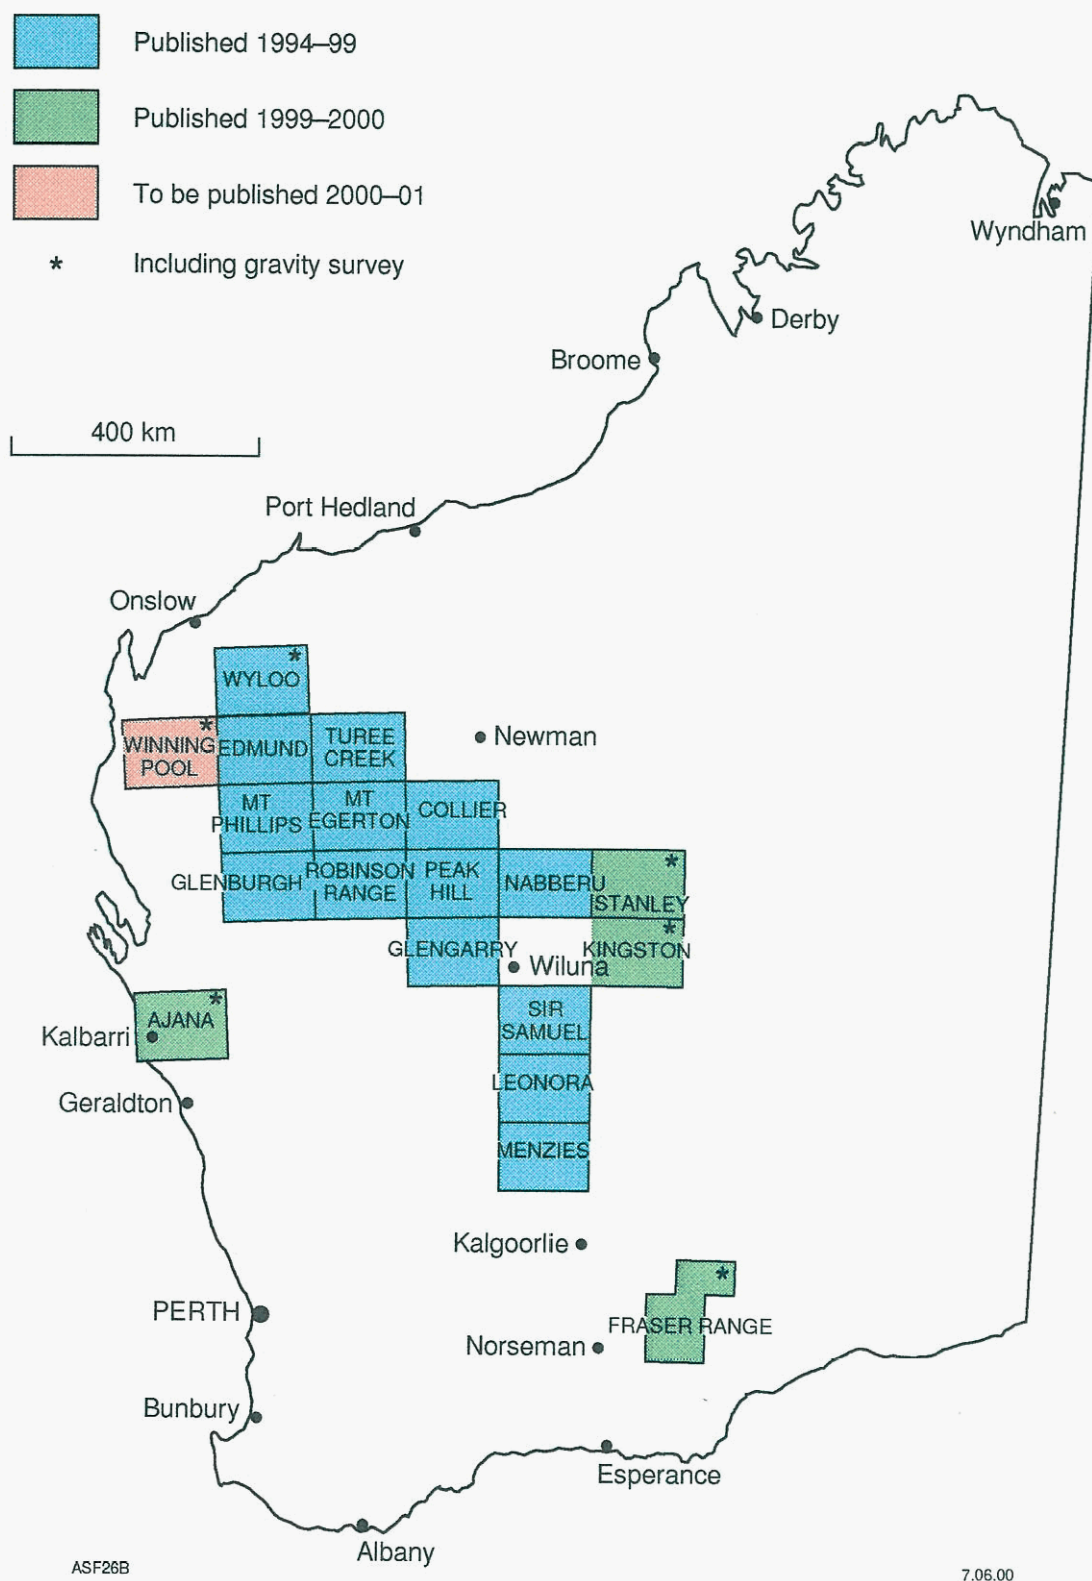 Published 1994–99
Published 1999–2000
To be published 2000–01
* Including gravity survey
Wyndham
Derby
Broome
400 km
Port Hedland
Onslow
*
WYLOO
*
WINNING
POOL
EDMUND
TUREE
CREEK
Newman
MT
PHILLIPS
MT
EGERTON
COLLIER
GLENBURGH
ROBINSON
RANGE
PEAK
HILL
NABBERU
*
STANLEY
GLENGARRY
Wiluna
*
KINGSTON
*
AJANA
Kalbarri
SIR
SAMUEL
Geraldton
LEONORA
MENZIES
Kalgoorlie
*
PERTH
FRASER RANGE
Norseman
Bunbury
Esperance
Albany
ASF26B
7.06.00